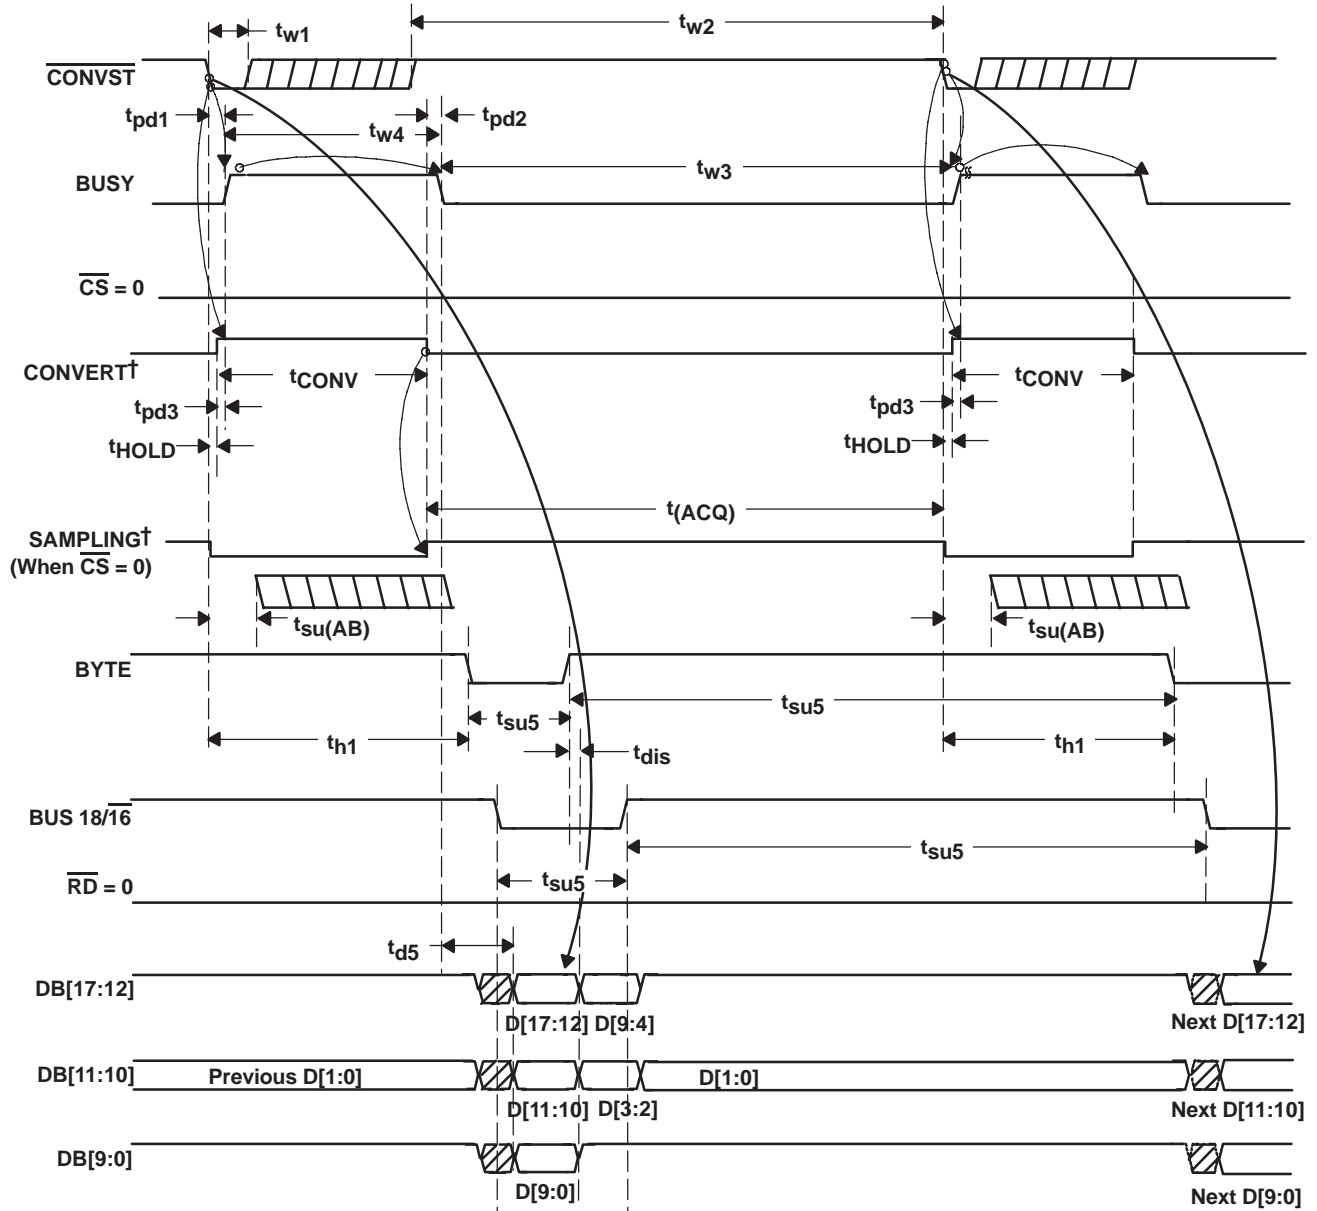 tw1
tw2
CONVST
tpd1
tw4
tpd2
tw3
BUSY
CS = 0
CONVERT†
tCONV
tCONV
tpd3
tpd3
tHOLD
tHOLD
t(ACQ)
SAMPLING†
(When CS = 0)
tsu(AB)
tsu(AB)
BYTE
tsu5
tsu5
th1
tdis
th1
BUS 18/16
tsu5
tsu5
RD = 0
td5
DB[17:12]
D[17:12] D[9:4]
Next D[17:12]
DB[11:10]
Previous D[1:0]
D[1:0]
D[11:10] D[3:2]
Next D[11:10]
DB[9:0]
D[9:0]
Next D[9:0]